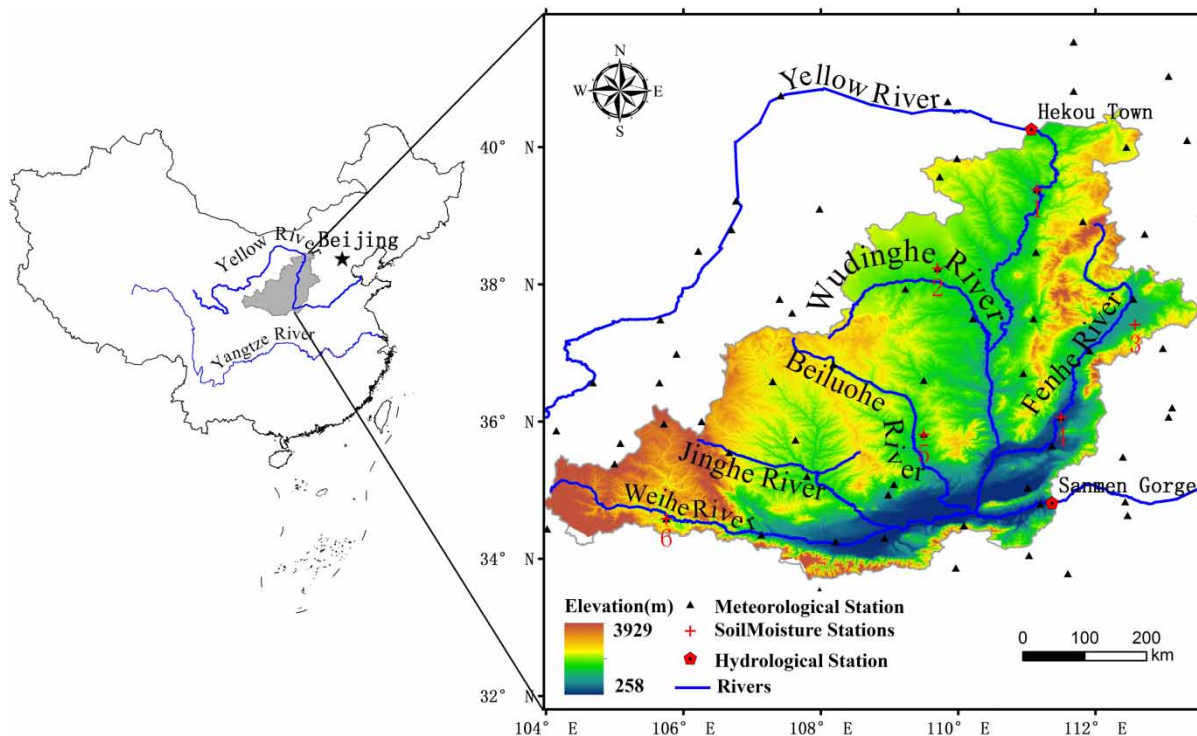 Yellow River
Beijing
Yangtze River
N
W E
S
Yellow River
Hekou Town
40° N
38° N
36° N
34° N
32° N
1
Wudinghe River
2
Fenhe River
3
Beiluohe River
4
5
Jinghe River
Sanmen Gorge
Weihe River
6
Elevation(m)
3929
258
Meteorological Station
SoilMoisture Stations
Hydrological Station
Rivers
0 100 200
km
104° E 106° E 108° E 110° E 112° E